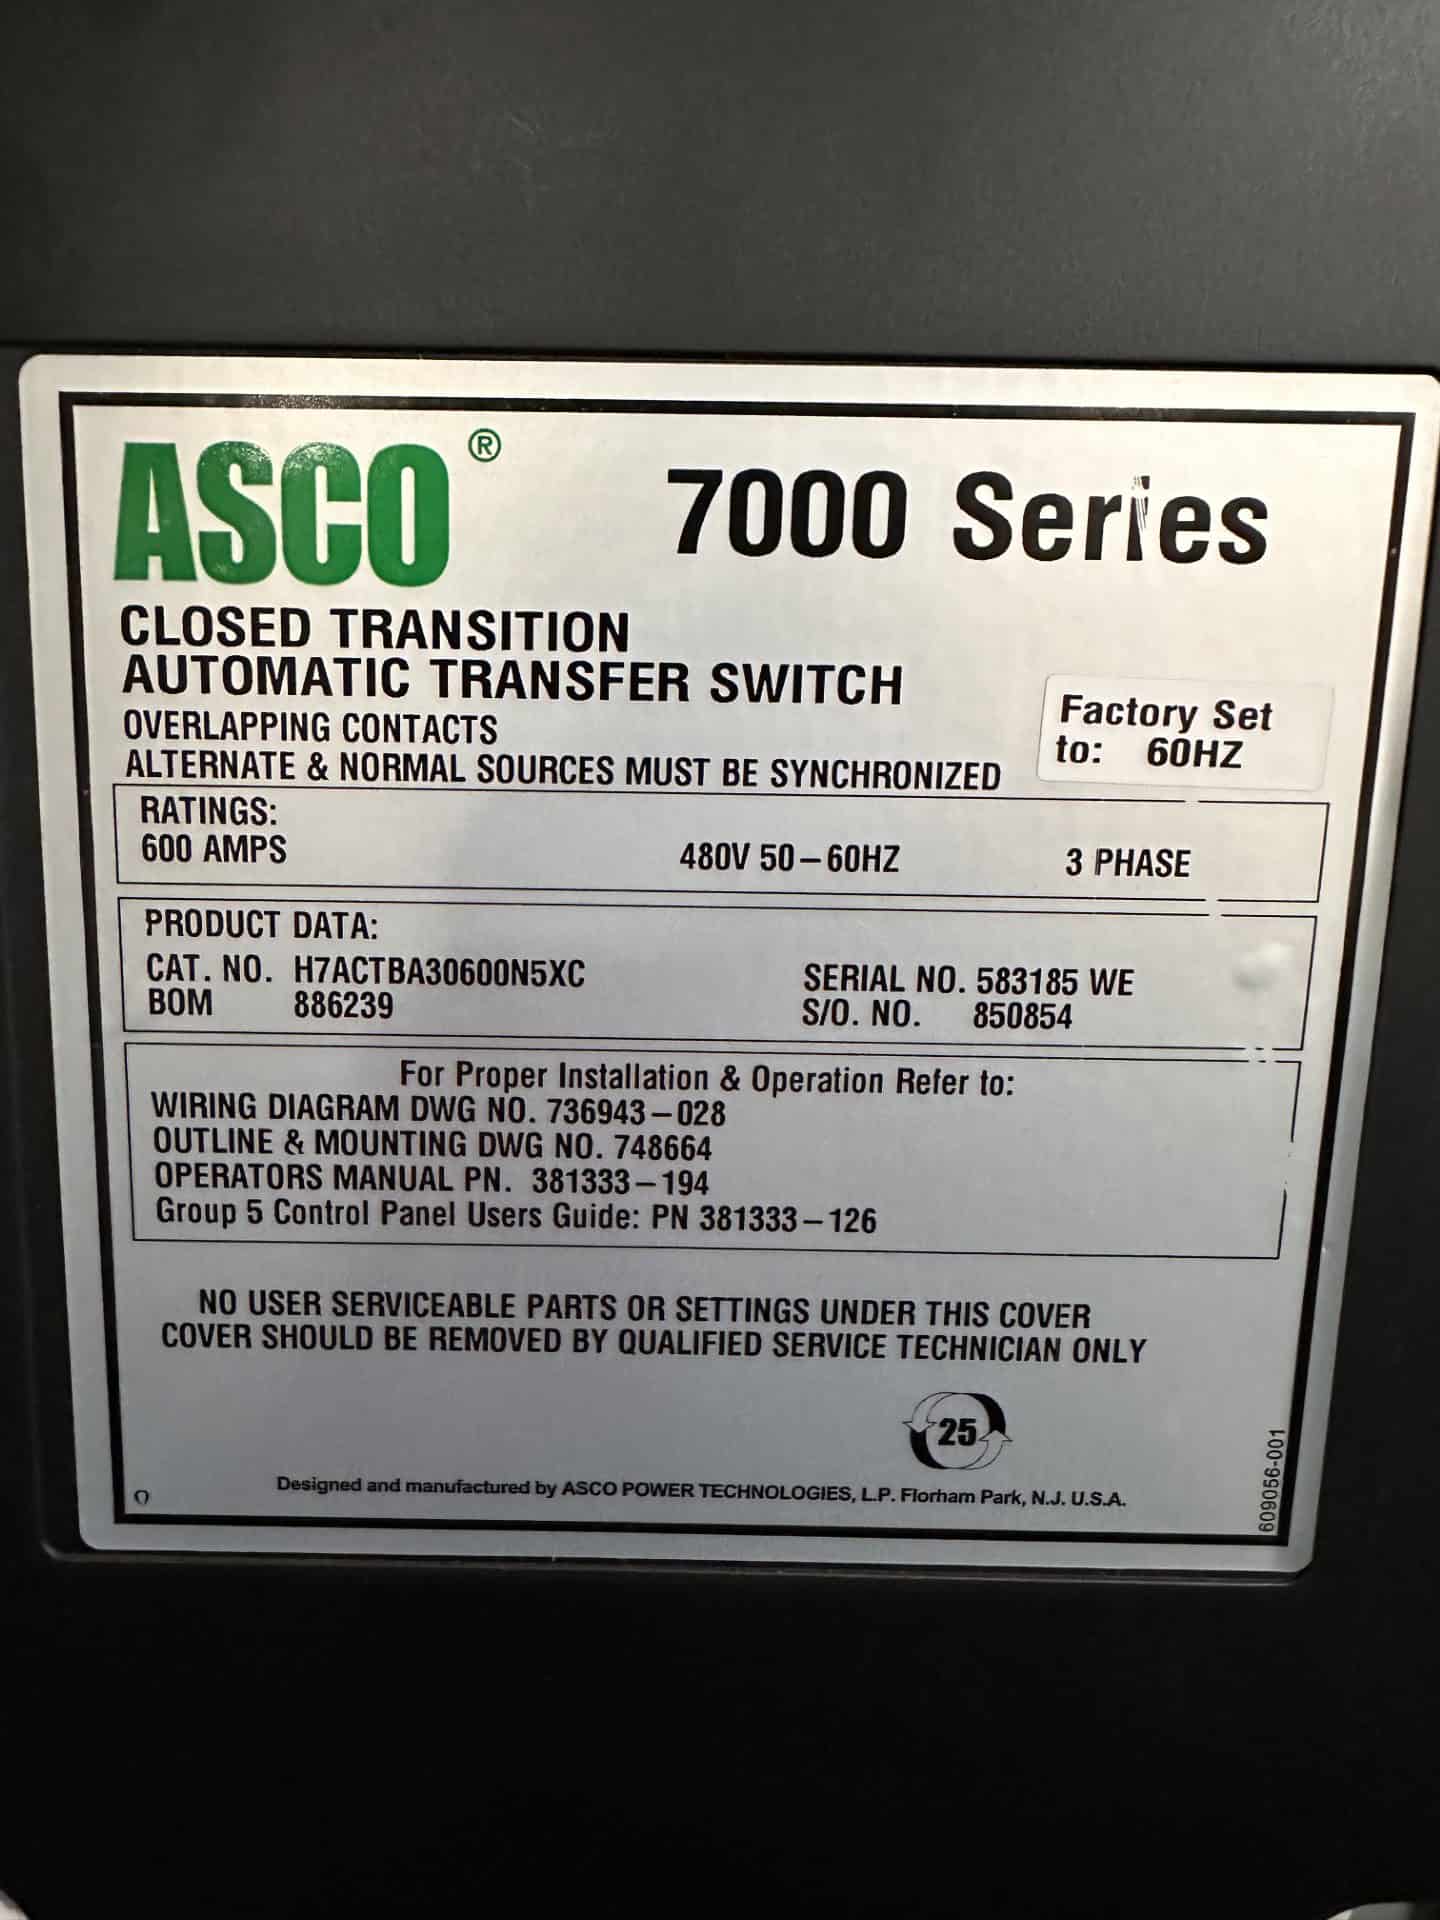 ASCO® 7000 Series
CLOSED TRANSITION
AUTOMATIC TRANSFER SWITCH
OVERLAPPING CONTACTS
ALTERNATE & NORMAL SOURCES MUST BE SYNCHRONIZED
Factory Set
to: 60HZ
RATINGS:
600 AMPS 480V 50–60HZ 3 PHASE
PRODUCT DATA:
CAT. NO. H7ACTBA30600N5XC SERIAL NO. 583185 WE
BOM 886239 S/O. NO. 850854
For Proper Installation & Operation Refer to:
WIRING DIAGRAM DWG NO. 736943–028
OUTLINE & MOUNTING DWG NO. 748664
OPERATORS MANUAL PN. 381333–194
Group 5 Control Panel Users Guide: PN 381333–126
NO USER SERVICEABLE PARTS OR SETTINGS UNDER THIS COVER
COVER SHOULD BE REMOVED BY QUALIFIED SERVICE TECHNICIAN ONLY
25
Designed and manufactured by ASCO POWER TECHNOLOGIES, L.P. Florham Park, N.J. U.S.A.
609056-001